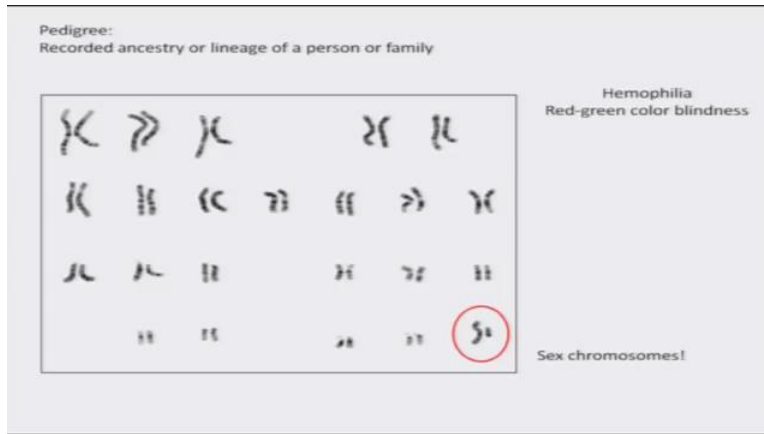 Pedigree:
Recorded ancestry or lineage of a person or family
Hemophilia
Red-green color blindness
Sex chromosomes!